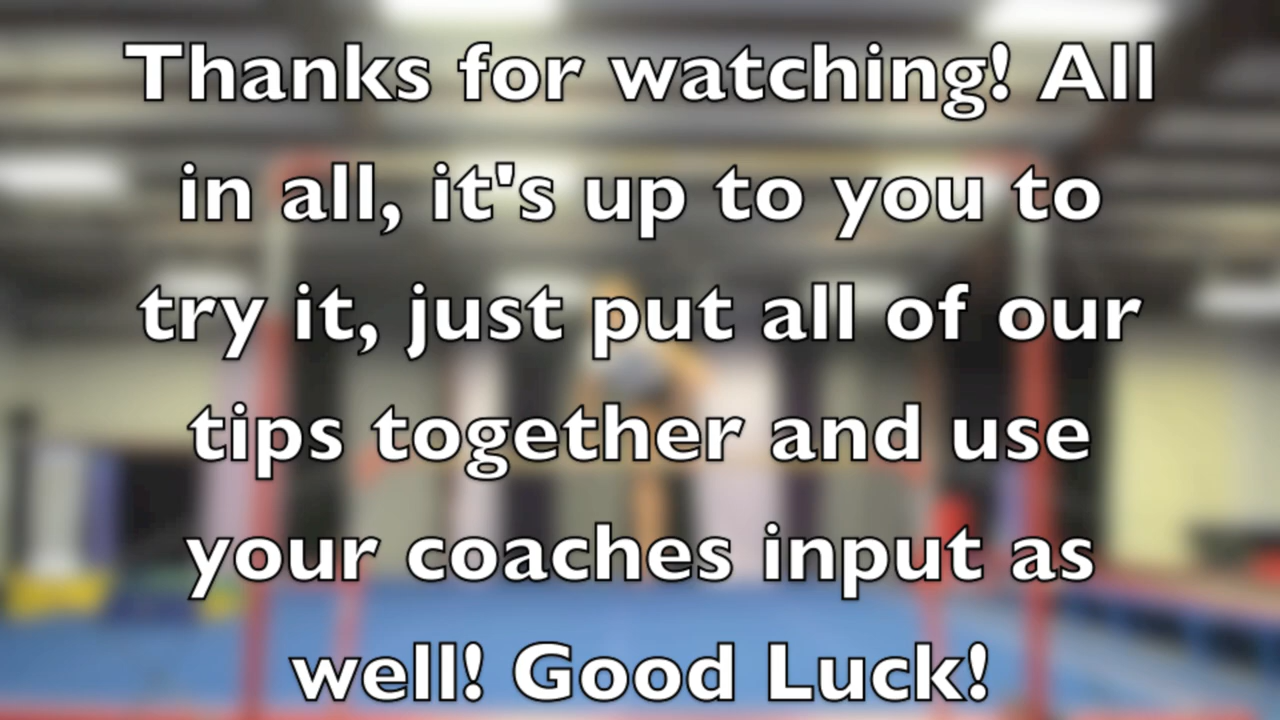 Thanks for watching! All
in all, it's up to you to
try it, just put all of our
tips together and use
your coaches input as
well! Good Luck!